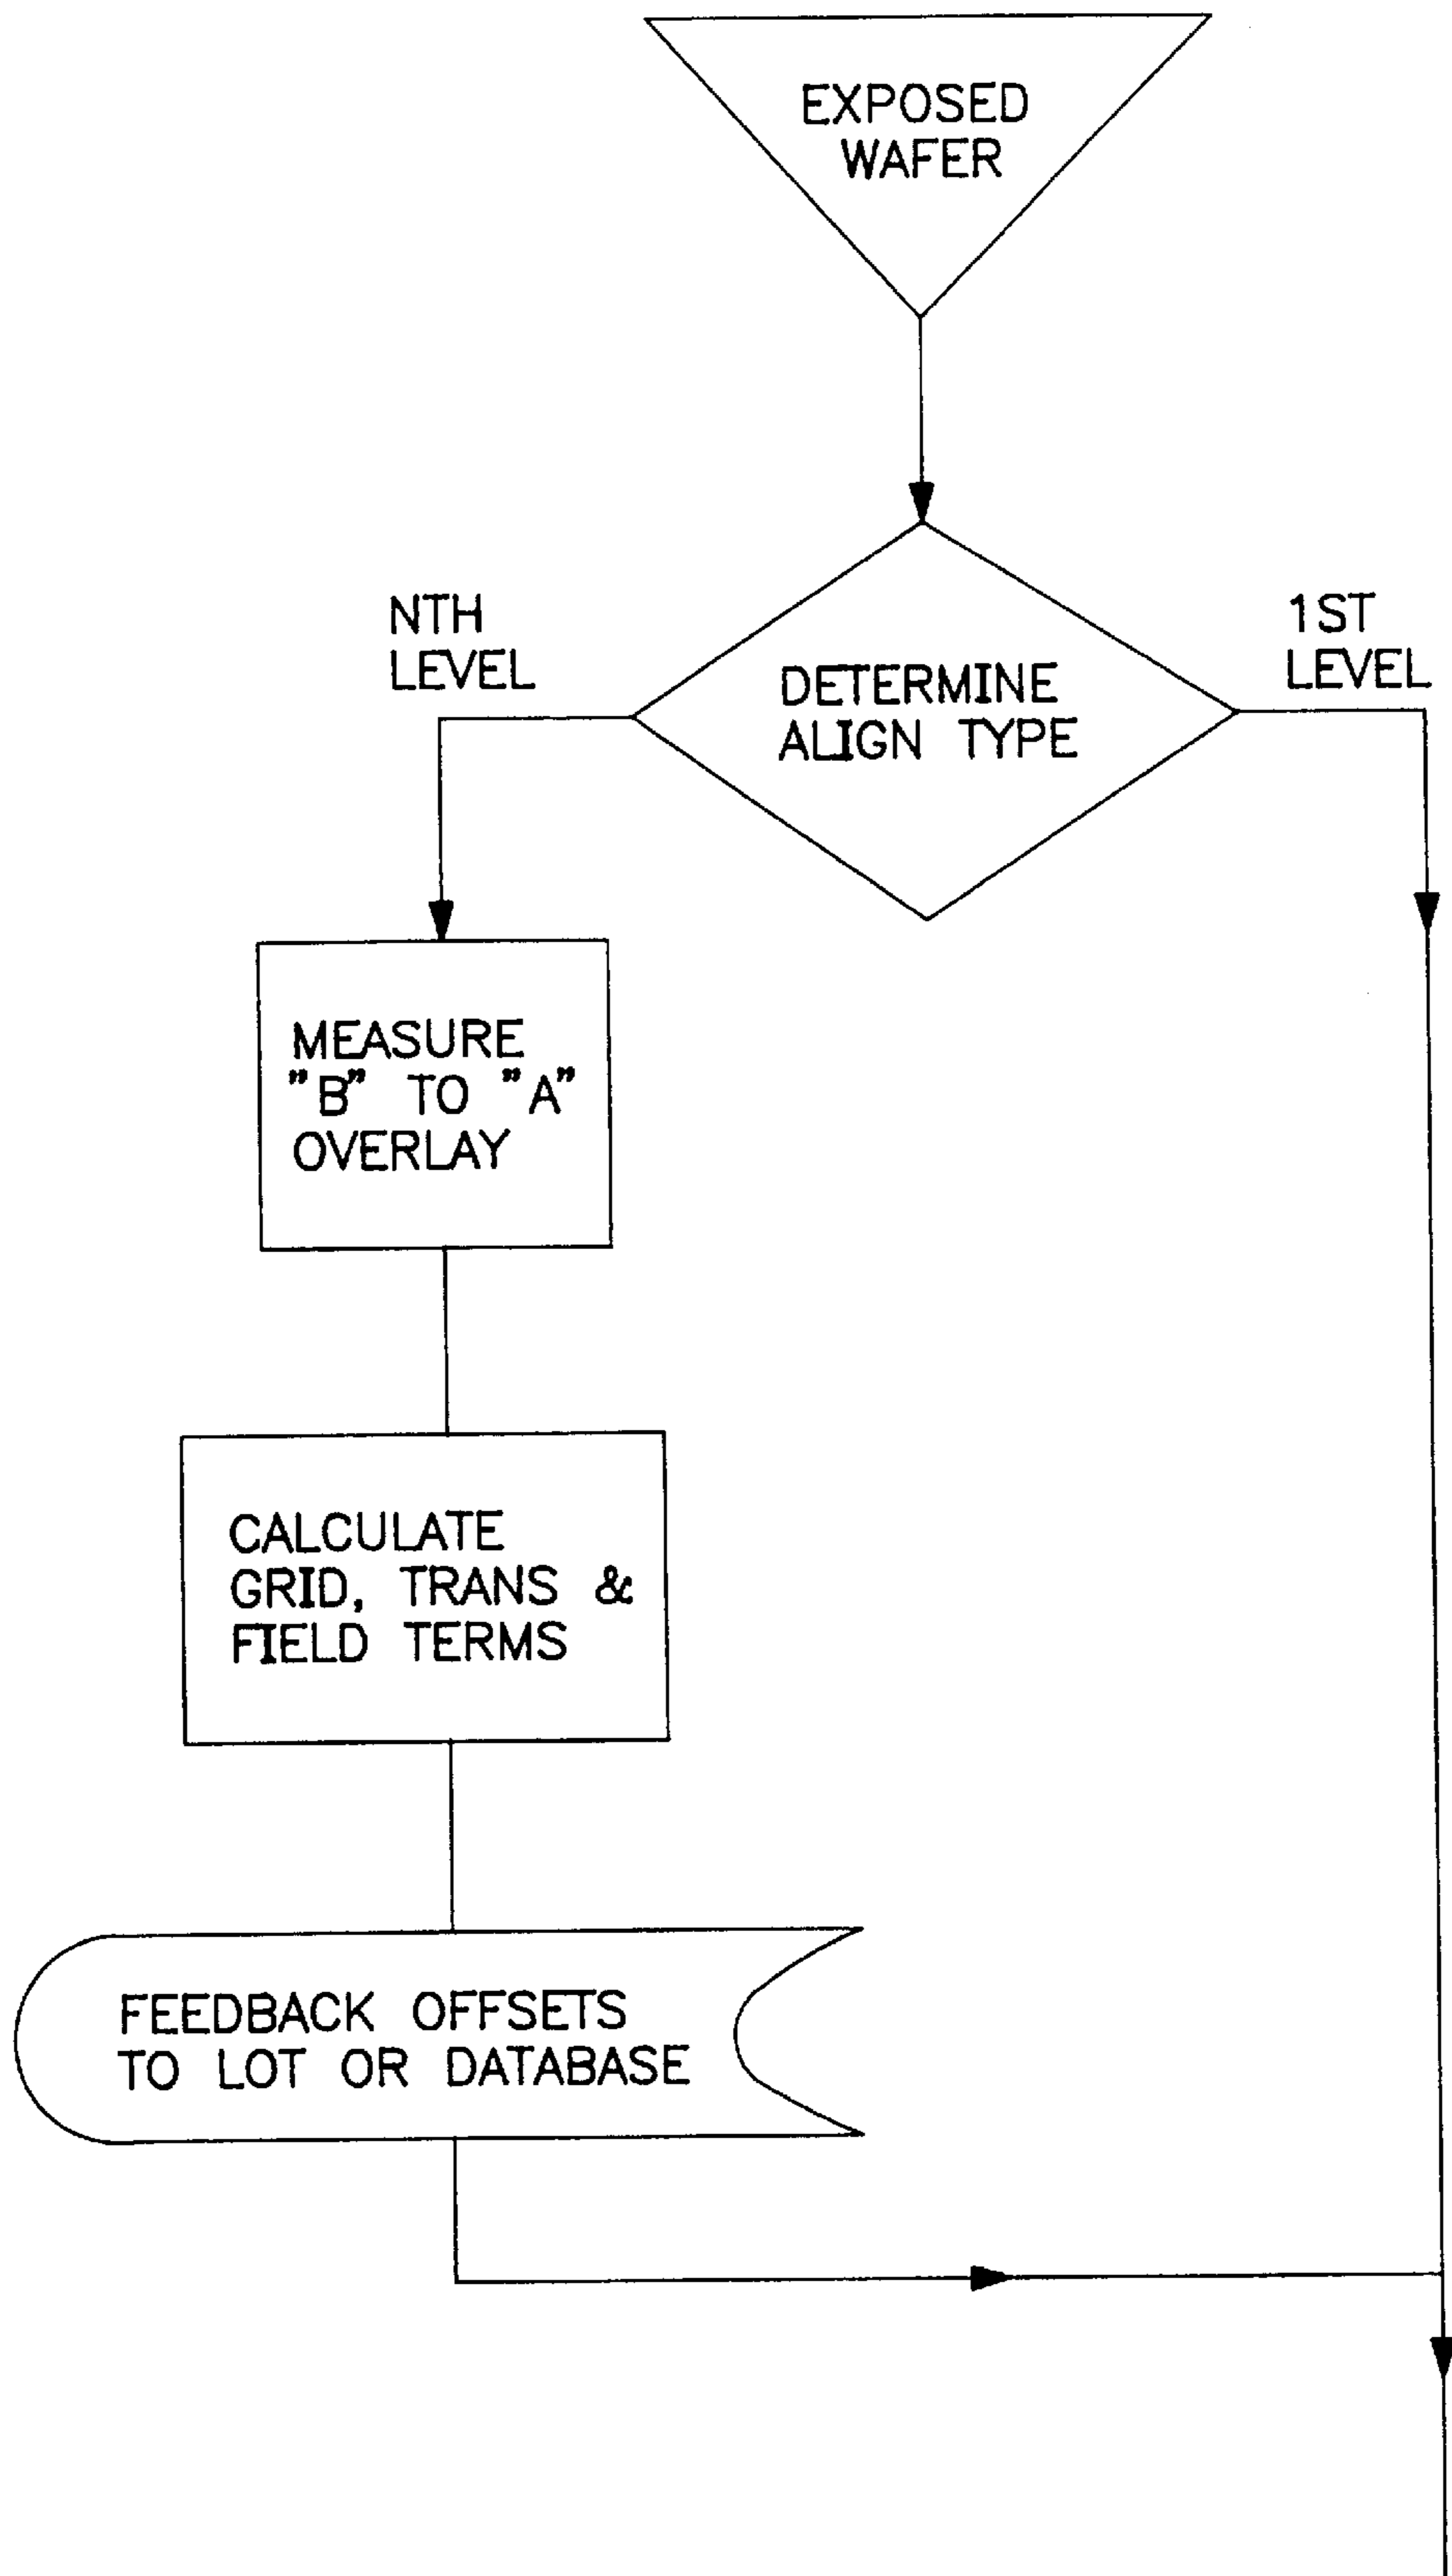 EXPOSED
WAFER
NTH
LEVEL
1ST
LEVEL
DETERMINE
ALIGN TYPE
MEASURE
"B" TO "A"
OVERLAY
CALCULATE
GRID, TRANS &
FIELD TERMS
FEEDBACK OFFSETS
TO LOT OR DATABASE